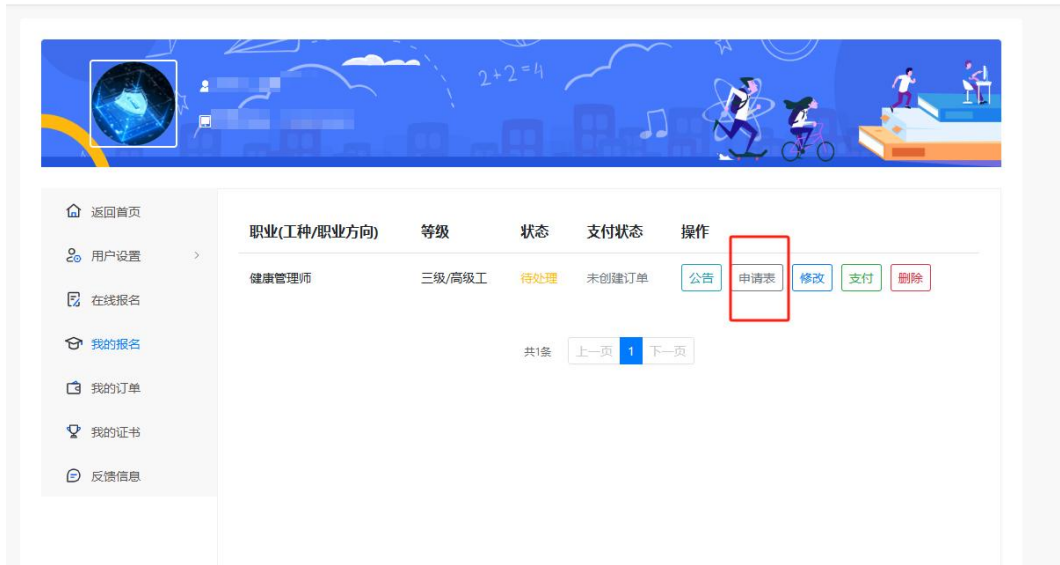 2+2=4
返回首页
用户设置
在线报名
我的报名
我的订单
我的证书
反馈信息
职业(工种/职业方向) 等级 状态 支付状态 操作
健康管理师 三级/高级工 待处理 未创建订单 公告 申请表 修改 支付 删除
共1条 上一页 1 下一页